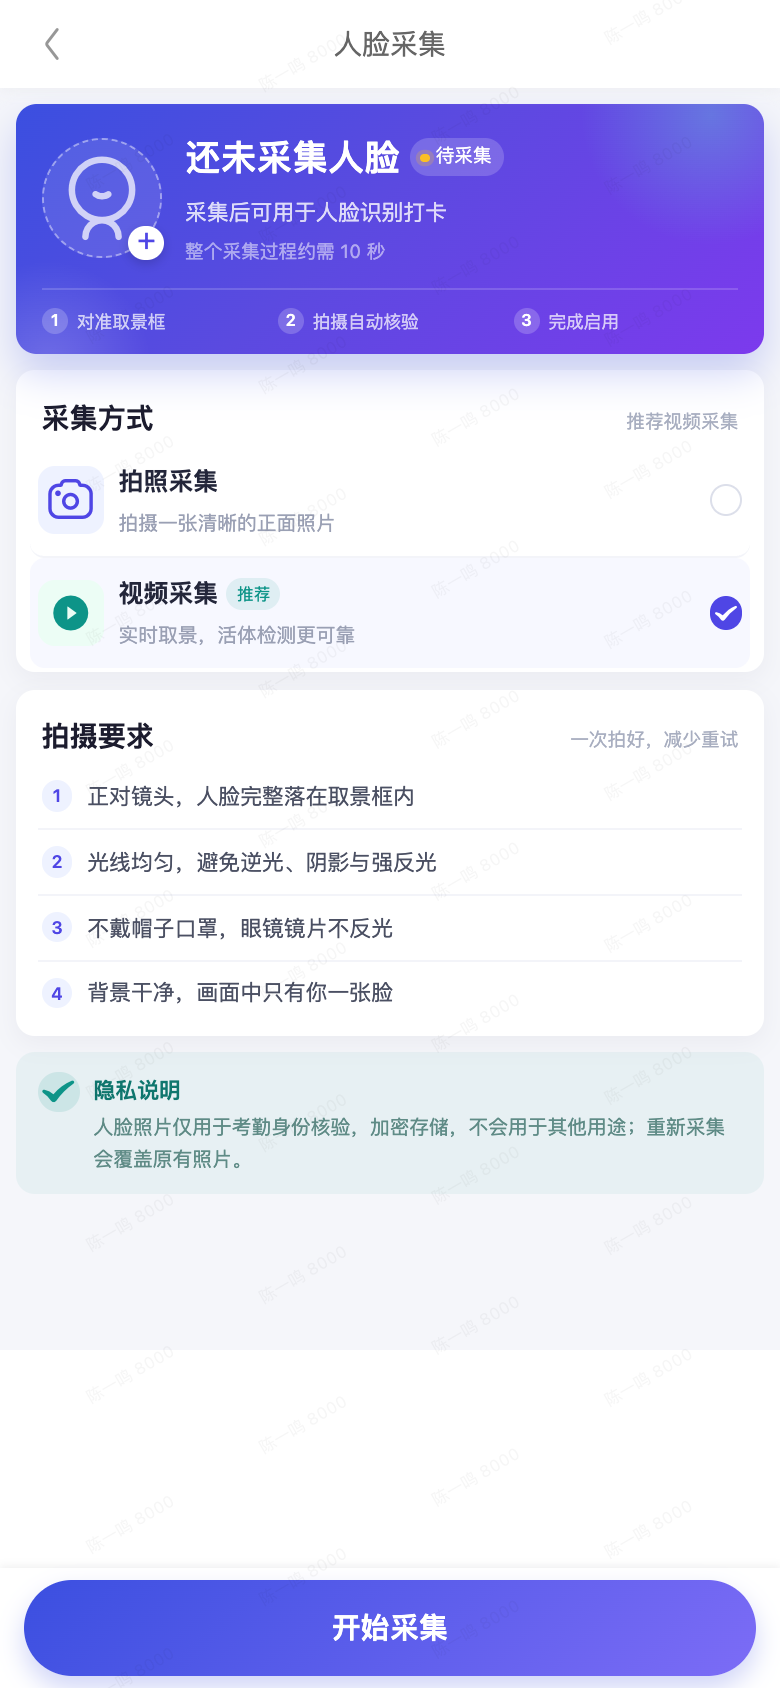 人脸采集
还未采集人脸 待采集
采集后可用于人脸识别打卡
整个采集过程约需 10 秒
1 对准取景框 2 拍摄自动核验 3 完成启用
采集方式 推荐视频采集
拍照采集
拍摄一张清晰的正面照片
视频采集 推荐
实时取景，活体检测更可靠
拍摄要求 一次拍好，减少重试
1 正对镜头，人脸完整落在取景框内
2 光线均匀，避免逆光、阴影与强反光
3 不戴帽子口罩，眼镜镜片不反光
4 背景干净，画面中只有你一张脸
隐私说明
人脸照片仅用于考勤身份核验，加密存储，不会用于其他用途；重新采集
会覆盖原有照片。
陈一鸣 8000
开始采集